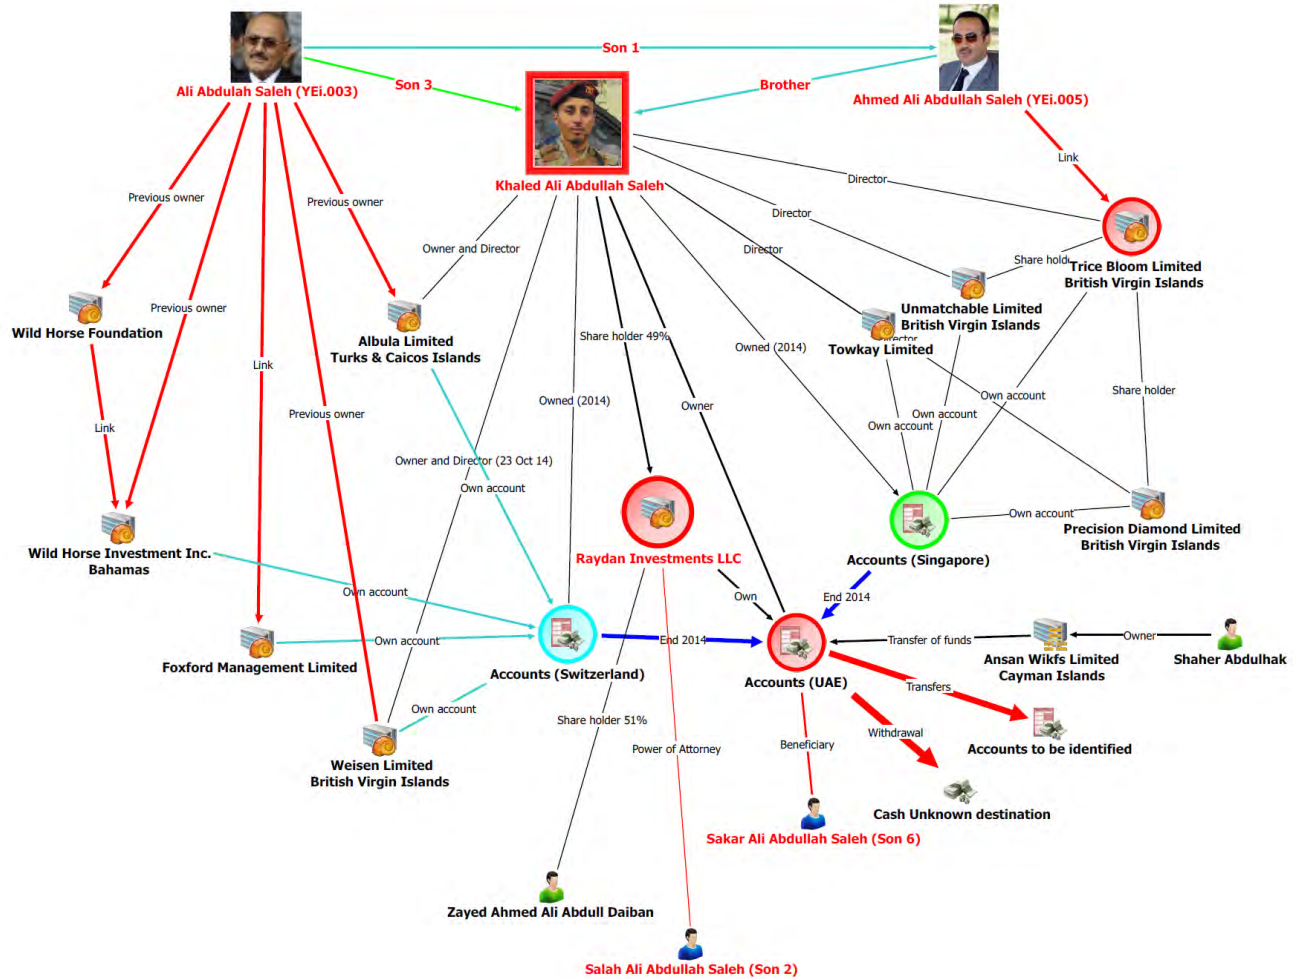 Son 1
Son 3
Brother
Ali Abdulah Saleh (YEi.003)
Ahmed Ali Abdullah Saleh (YEi.005)
Khaled Ali Abdullah Saleh
Link
Previous owner
Previous owner
Director
Director
Director
Owner and Director
Share hold
Trice Bloom Limited
British Virgin Islands
Previous owner
Wild Horse Foundation
Albula Limited
Turks & Caicos Islands
Share holder 49%
Unmatchable Limited
British Virgin Islands
Towkay Limited
Director
Owned (2014)
Link
Previous owner
Owned (2014)
Owner
Own account
Share holder
Own account
Own account
Link
Owner and Director (23 Oct 14)
Own account
Own account
Wild Horse Investment Inc.
Bahamas
Raydan Investments LLC
Accounts (Singapore)
Precision Diamond Limited
British Virgin Islands
Own account
Own
End 2014
Own account
End 2014
Transfer of funds
Owner
Foxford Management Limited
Accounts (Switzerland)
Accounts (UAE)
Ansan Wikfs Limited
Cayman Islands
Shaher Abdulhak
Transfers
Own account
Share holder 51%
Power of Attorney
Beneficiary
Withdrawal
Accounts to be identified
Weisen Limited
British Virgin Islands
Cash Unknown destination
Sakar Ali Abdullah Saleh (Son 6)
Zayed Ahmed Ali Abdull Daiban
Salah Ali Abdullah Saleh (Son 2)